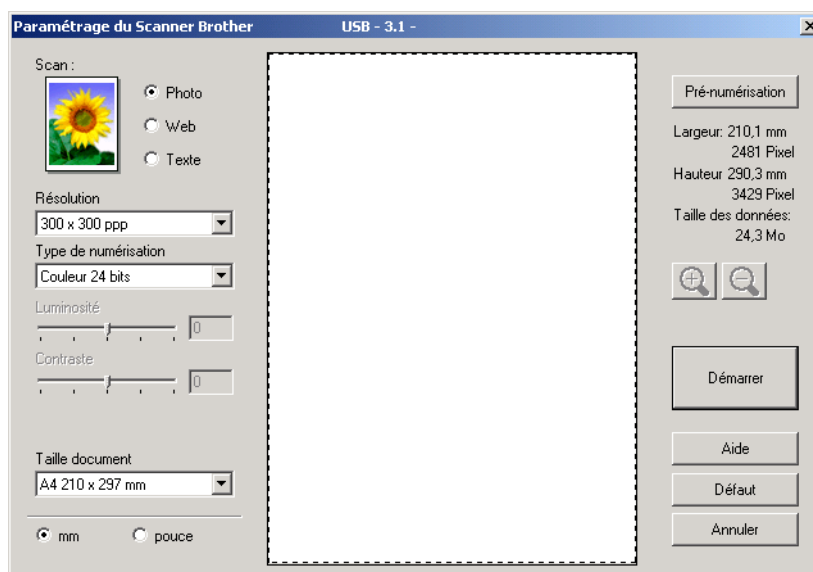 Paramétrage du Scanner Brother USB - 3.1 -
Scan :
Photo
Web
Texte
Résolution
300 x 300 ppp
Type de numérisation
Couleur 24 bits
Luminosité
0
Contraste
0
Taille document
A4 210 x 297 mm
mm
pouce
Pré-numérisation
Largeur: 210,1 mm
2481 Pixel
Hauteur 290,3 mm
3429 Pixel
Taille des données:
24,3 Mo
Démarrer
Aide
Défaut
Annuler